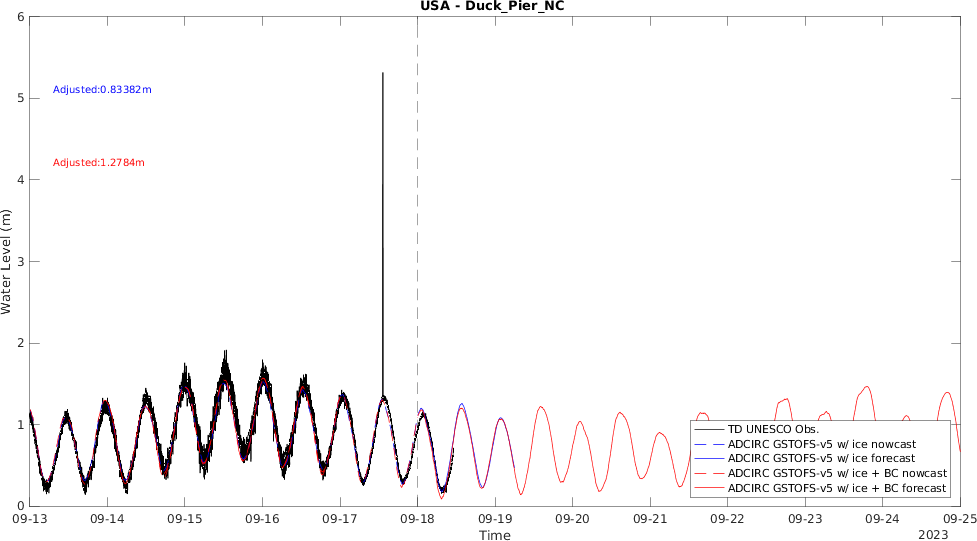 USA - Duck_Pier_NC
6
5
4
3
2
1
0
Water Level (m)
Adjusted:0.83382m
Adjusted:1.2784m
TD UNESCO Obs.
ADCIRC GSTOFS-v5 w/ ice nowcast
ADCIRC GSTOFS-v5 w/ ice forecast
ADCIRC GSTOFS-v5 w/ ice + BC nowcast
ADCIRC GSTOFS-v5 w/ ice + BC forecast
09-13 09-14 09-15 09-16 09-17 09-18 09-19 09-20 09-21 09-22 09-23 09-24 09-25
Time
2023